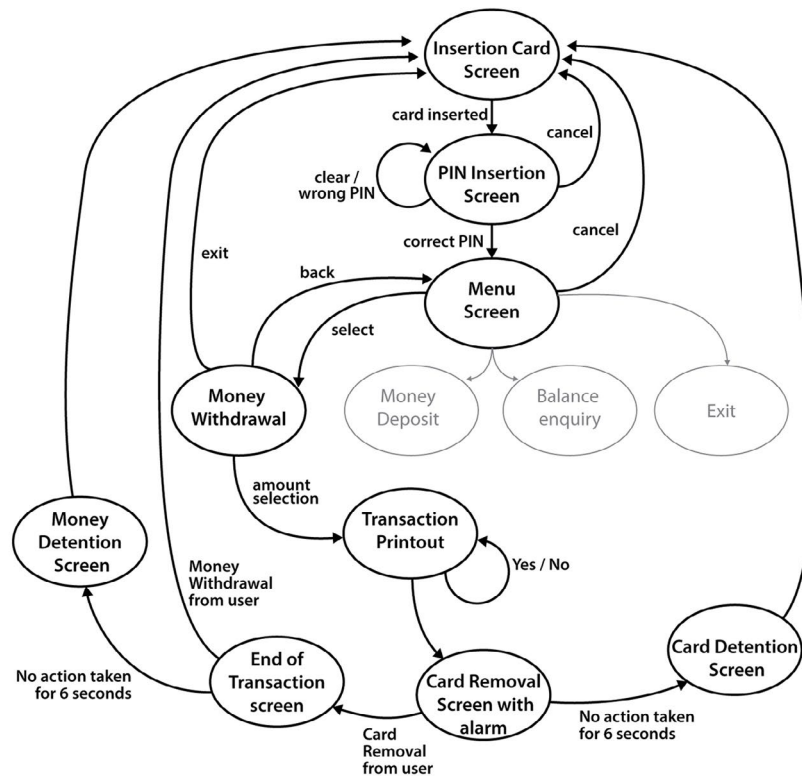 Insertion Card
Screen
card inserted
cancel
clear /
wrong PIN
PIN Insertion
Screen
correct PIN
cancel
exit
back
Menu
Screen
select
Money
Withdrawal
Money
Deposit
Balance
enquiry
Exit
amount
selection
Money
Detention
Screen
Transaction
Printout
Yes / No
Money
Withdrawal
from user
No action taken
for 6 seconds
End of
Transaction
screen
Card
Removal
from user
Card Removal
Screen with
alarm
No action taken
for 6 seconds
Card Detention
Screen